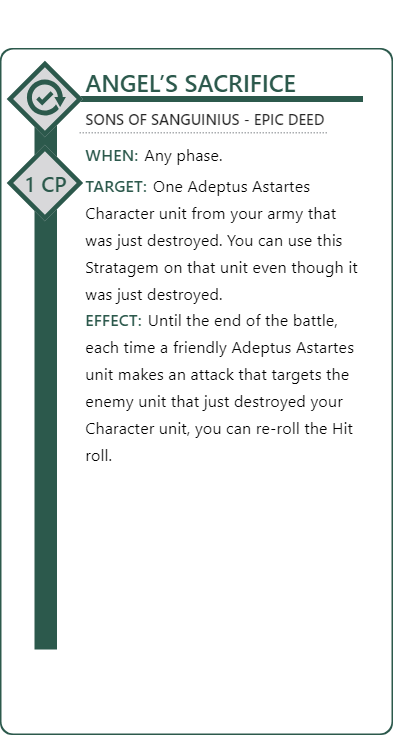 ANGEL’S SACRIFICE
SONS OF SANGUINIUS - EPIC DEED
WHEN: Any phase.
1 CP
TARGET: One Adeptus Astartes
Character unit from your army that
was just destroyed. You can use this
Stratagem on that unit even though it
was just destroyed.
EFFECT: Until the end of the battle,
each time a friendly Adeptus Astartes
unit makes an attack that targets the
enemy unit that just destroyed your
Character unit, you can re-roll the Hit
roll.